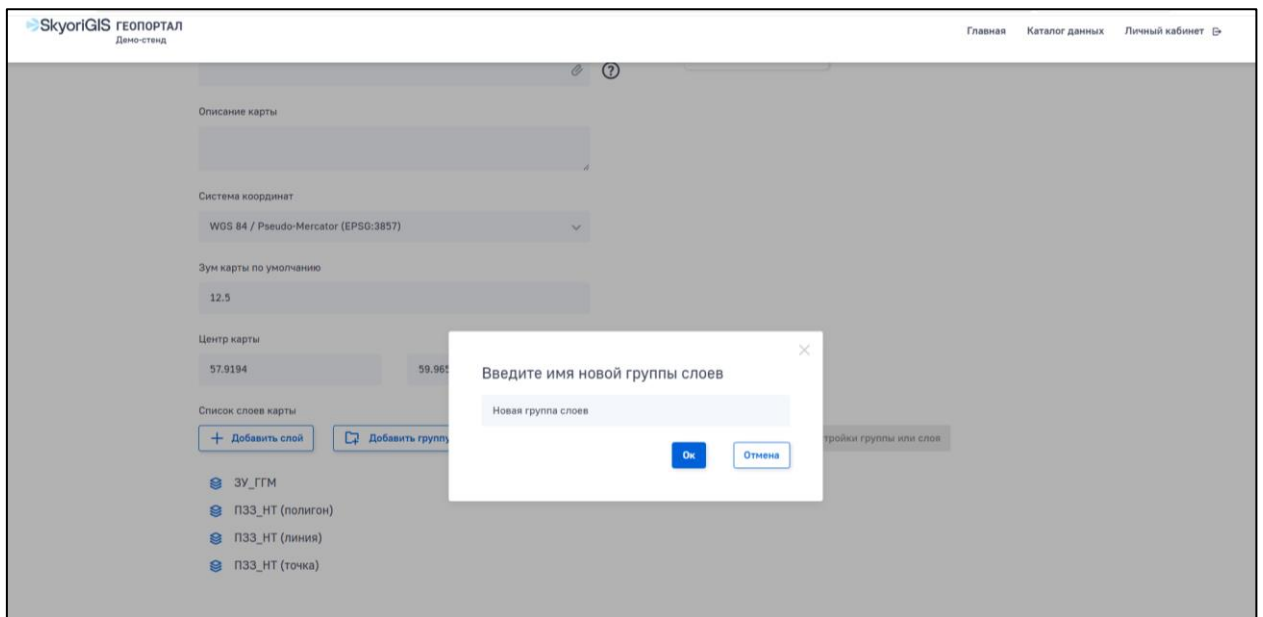 SkyoriGIS ГЕОПОРТАЛ
Демо-стенд
Главная Каталог данных Личный кабинет
Описание карты
Система координат
WGS 84 / Pseudo-Mercator (EPSG:3857)
Зум карты по умолчанию
12.5
Центр карты
57.9194 59.965
Введите имя новой группы слоев
Новая группа слоев
Ок Отмена
Список слоев карты
Добавить слой Добавить группу тройки группы или слоя
ЗУ_ГГМ
ПЗЗ_НТ (полигон)
ПЗЗ_НТ (линия)
ПЗЗ_НТ (точка)